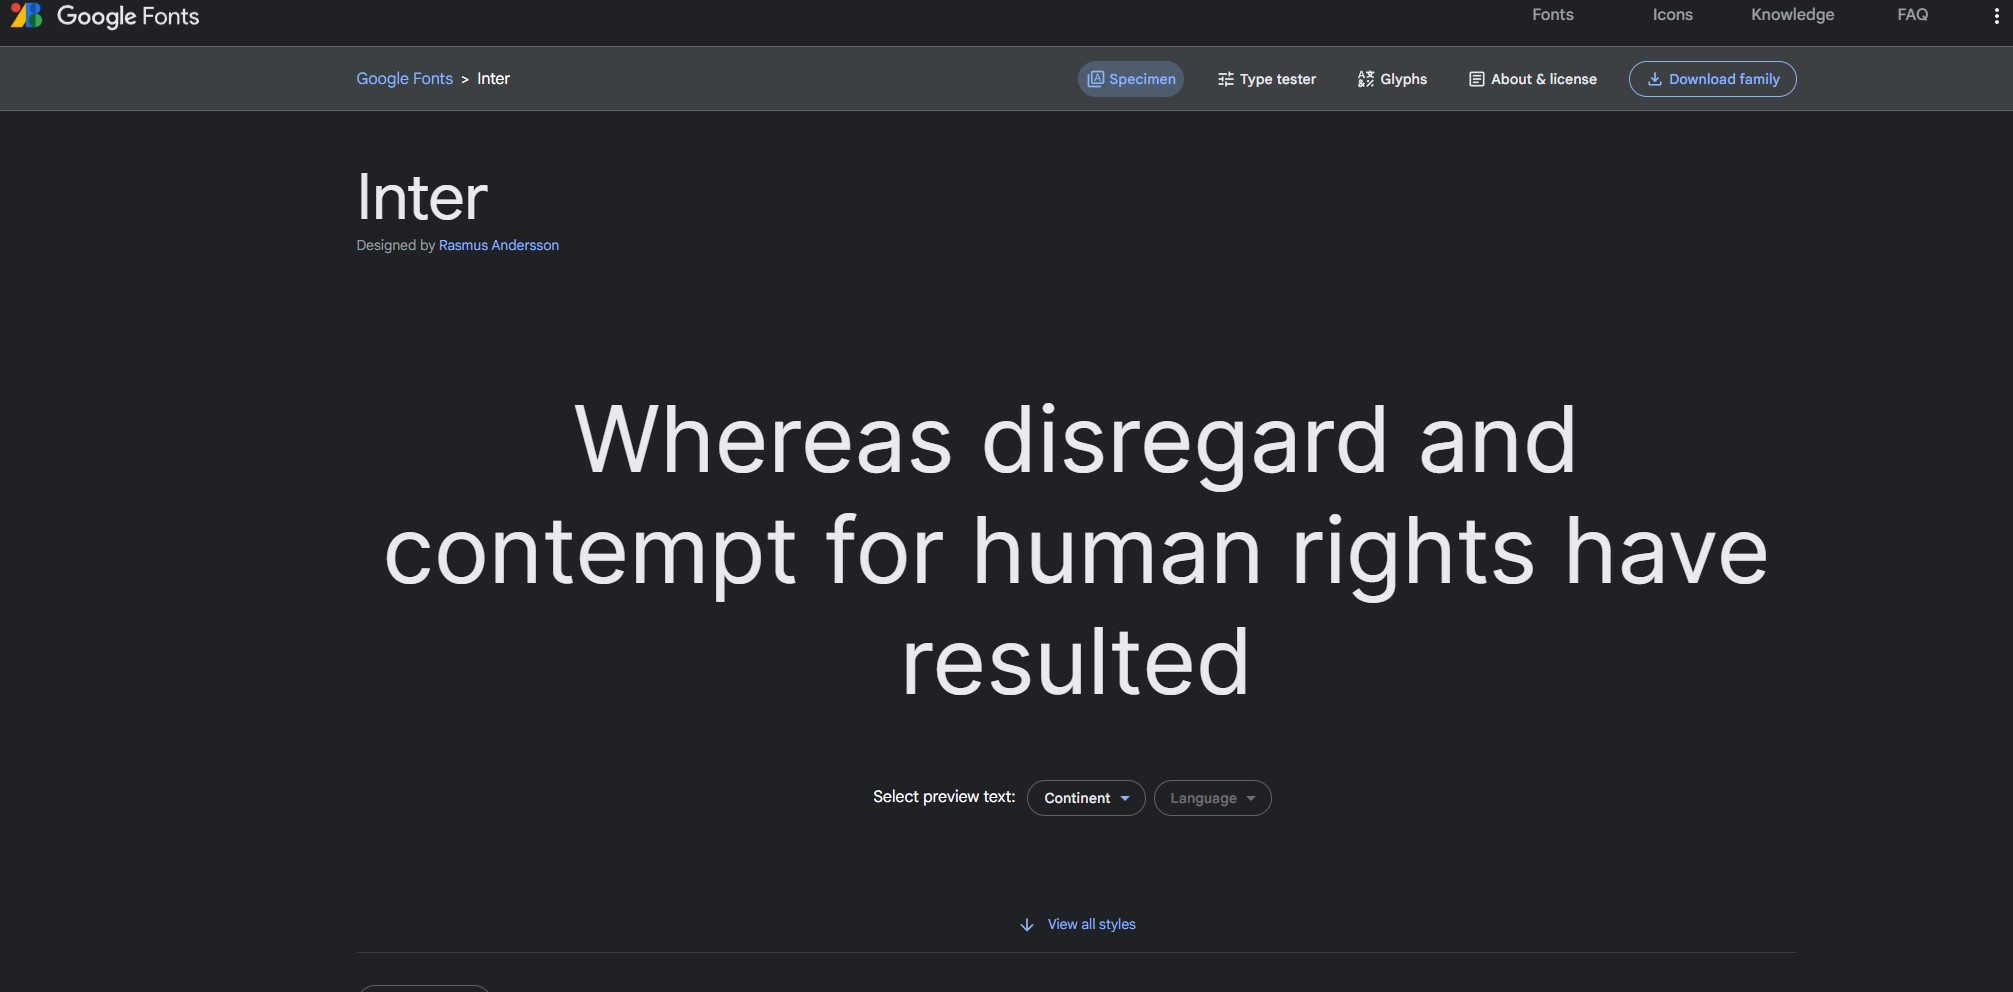 Google Fonts
Fonts Icons Knowledge FAQ
Google Fonts > Inter
Specimen Type tester Glyphs About & license Download family
Inter
Designed by Rasmus Andersson
Whereas disregard and
contempt for human rights have
resulted
Select preview text: Continent Language
View all styles